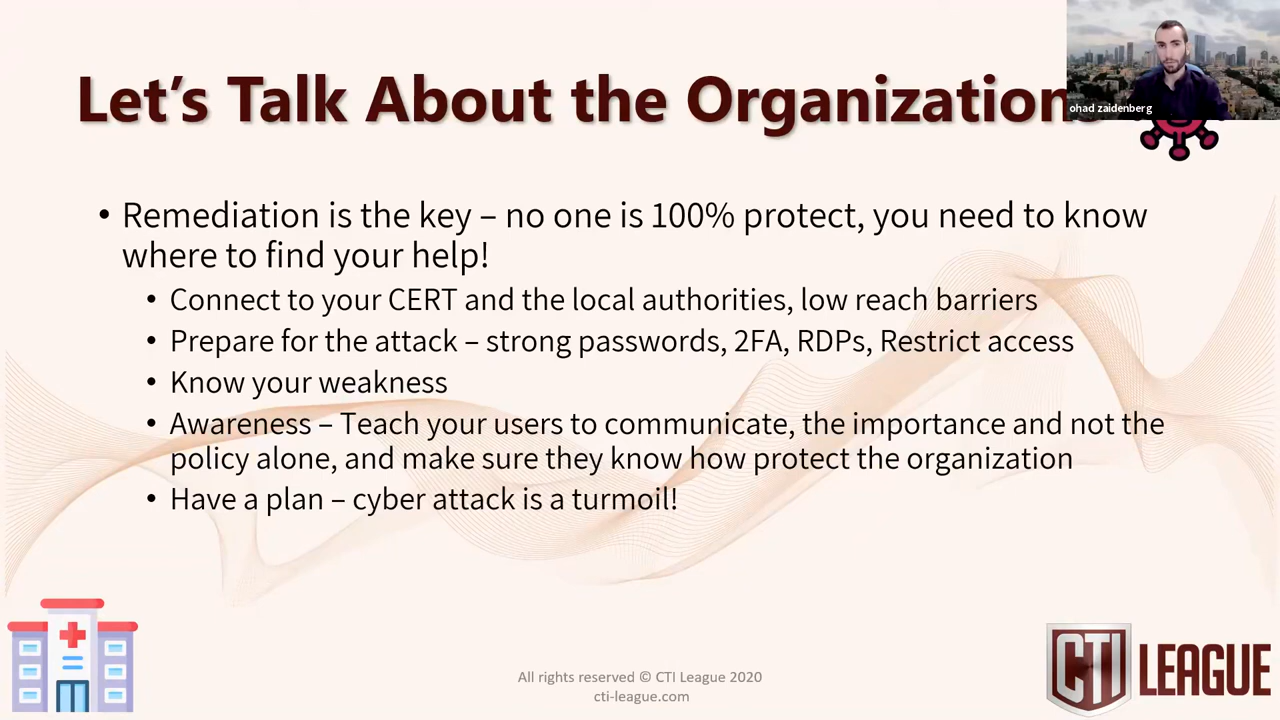 Let's Talk About the Organization
ohad zaidenberg
• Remediation is the key – no one is 100% protect, you need to know
where to find your help!
• Connect to your CERT and the local authorities, low reach barriers
• Prepare for the attack – strong passwords, 2FA, RDPs, Restrict access
• Know your weakness
• Awareness – Teach your users to communicate, the importance and not the
policy alone, and make sure they know how protect the organization
• Have a plan – cyber attack is a turmoil!
All rights reserved © CTI League 2020
cti-league.com
CTI LEAGUE